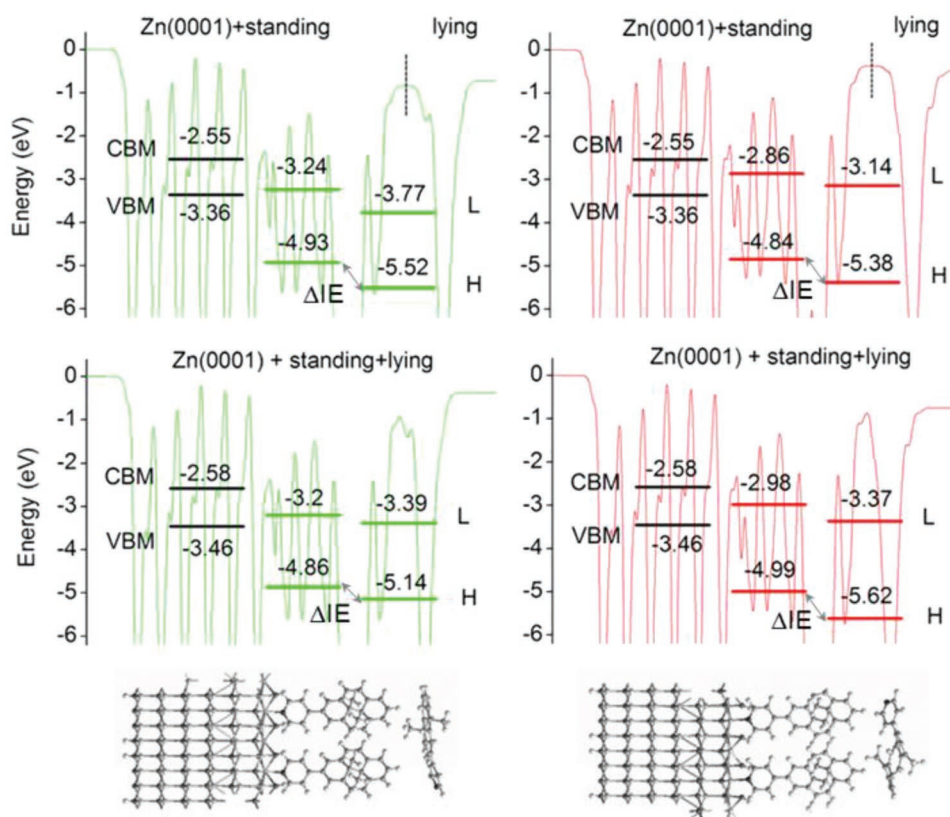 Zn(0001)+standing lying
0
-1
-2
-3
-4
-5
-6
Energy (eV)
CBM
VBM
-2.55
-3.36
-3.24
-4.93
-3.77
-5.52
ΔIE
L
H
Zn(0001)+standing lying
0
-1
-2
-3
-4
-5
-6
CBM
VBM
-2.55
-3.36
-2.86
-4.84
-3.14
-5.38
ΔIE
L
H
Zn(0001) + standing+lying
0
-1
-2
-3
-4
-5
-6
Energy (eV)
CBM
VBM
-2.58
-3.46
-3.2
-4.86
-3.39
-5.14
ΔIE
L
H
Zn(0001) + standing+lying
0
-1
-2
-3
-4
-5
-6
CBM
VBM
-2.58
-3.46
-2.98
-4.99
-3.37
-5.62
ΔIE
L
H